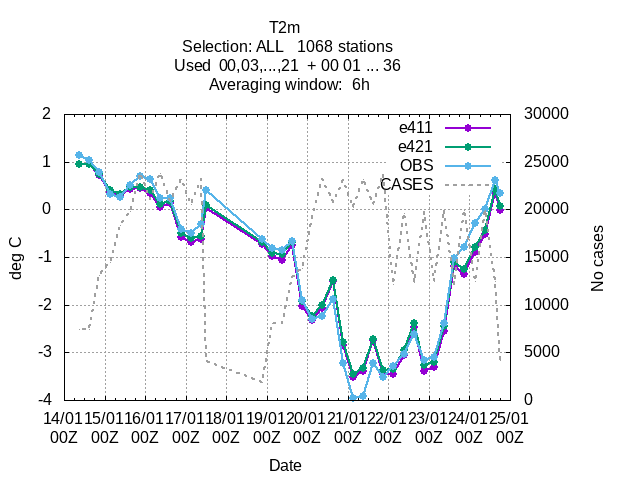 T2m
Selection: ALL   1068 stations
Used  00,03,...,21  + 00 01 ... 36
Averaging window:  6h
deg C
2
1
0
-1
-2
-3
-4
e411
e421
OBS
CASES
30000
25000
20000
15000
10000
5000
0
No cases
14/01 15/01 16/01 17/01 18/01 19/01 20/01 21/01 22/01 23/01 24/01 25/01
00Z 00Z 00Z 00Z 00Z 00Z 00Z 00Z 00Z 00Z 00Z 00Z
Date